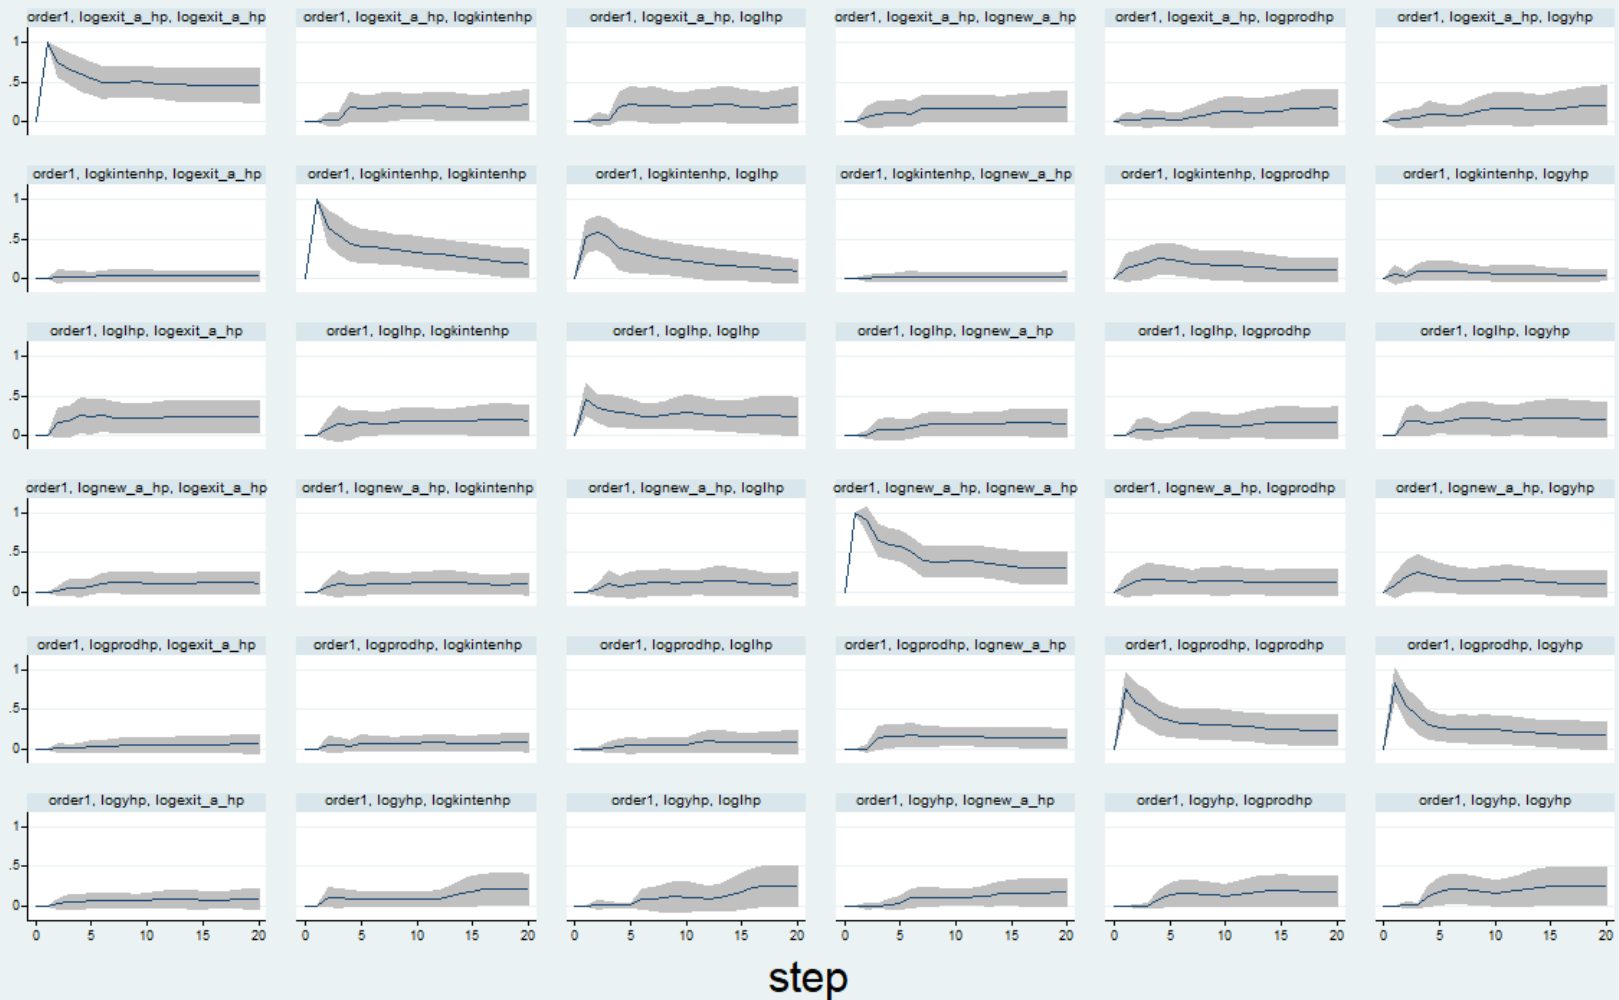 order1, logexit_a_hp, logexit_a_hp
order1, logexit_a_hp, logkintenhp
order1, logexit_a_hp, loglhp
order1, logexit_a_hp, lognew_a_hp
order1, logexit_a_hp, logprodhp
order1, logexit_a_hp, logyhp
1
.5
0
order1, logkintenhp, logexit_a_hp
order1, logkintenhp, logkintenhp
order1, logkintenhp, loglhp
order1, logkintenhp, lognew_a_hp
order1, logkintenhp, logprodhp
order1, logkintenhp, logyhp
1
.5
0
order1, loglhp, logexit_a_hp
order1, loglhp, logkintenhp
order1, loglhp, loglhp
order1, loglhp, lognew_a_hp
order1, loglhp, logprodhp
order1, loglhp, logyhp
1
.5
0
order1, lognew_a_hp, logexit_a_hp
order1, lognew_a_hp, logkintenhp
order1, lognew_a_hp, loglhp
order1, lognew_a_hp, lognew_a_hp
order1, lognew_a_hp, logprodhp
order1, lognew_a_hp, logyhp
1
.5
0
order1, logprodhp, logexit_a_hp
order1, logprodhp, logkintenhp
order1, logprodhp, loglhp
order1, logprodhp, lognew_a_hp
order1, logprodhp, logprodhp
order1, logprodhp, logyhp
1
.5
0
order1, logyhp, logexit_a_hp
order1, logyhp, logkintenhp
order1, logyhp, loglhp
order1, logyhp, lognew_a_hp
order1, logyhp, logprodhp
order1, logyhp, logyhp
1
.5
0
0 5 10 15 20
0 5 10 15 20
0 5 10 15 20
0 5 10 15 20
0 5 10 15 20
0 5 10 15 20
step